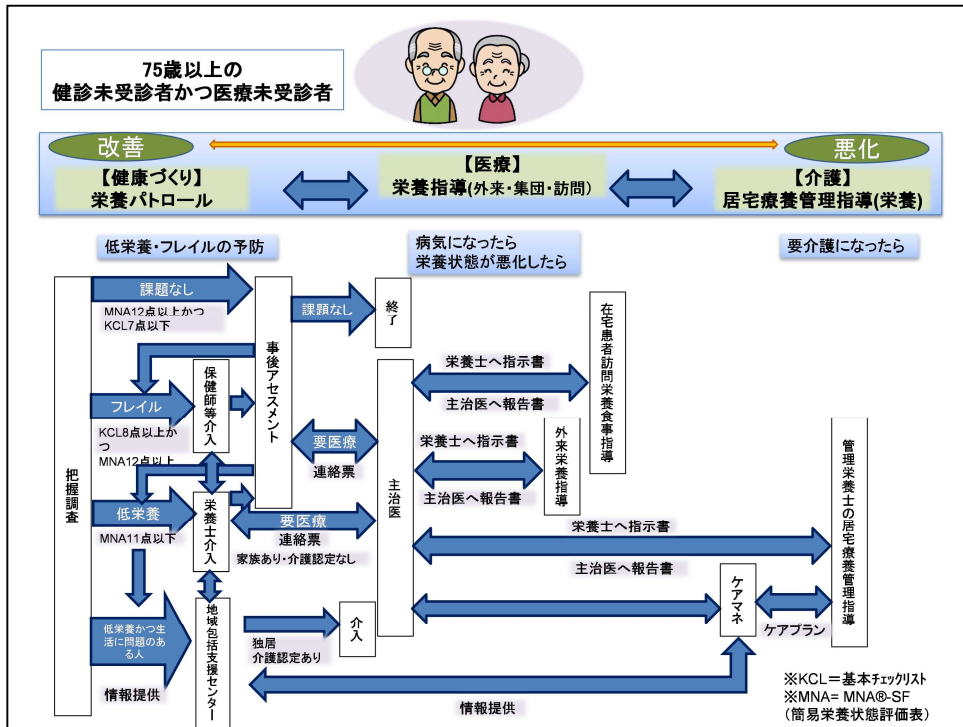 75歳以上の
健診未受診者かつ医療未受診者
改善
悪化
【健康づくり】
栄養パトロール
【医療】
栄養指導(外来・集団・訪問)
【介護】
居宅療養管理指導(栄養)
低栄養・フレイルの予防
病気になったら
栄養状態が悪化したら
要介護になったら
把握調査
課題なし
MNA12点以上かつ
KCL7点以下
フレイル
KCL8点以上か
つ
MNA12点以上
低栄養
MNA11点以下
低栄養かつ生
活に問題のあ
る人
情報提供
保健師等介入
栄養士介入
地域包括支援センター
事後アセスメント
課題なし
終了
要医療
連絡票
要医療
連絡票
家族あり・介護認定なし
独居
介護認定あり
介入
主治医
栄養士へ指示書
主治医へ報告書
在宅患者訪問栄養食事指導
栄養士へ指示書
主治医へ報告書
外来栄養指導
栄養士へ指示書
主治医へ報告書
ケアマネ
ケアプラン
管理栄養士の居宅療養管理指導
情報提供
※KCL=基本チェックリスト
※MNA= MNA®-SF
(簡易栄養状態評価表)